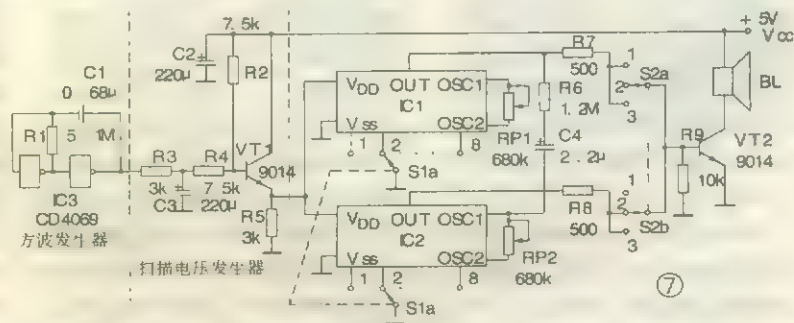 7.5k
+ 5V
Vcc
C2
220μ
R2
R7
500
1
2
3
S2a
BL
C1
68μ
R1
5
1M
IC3
CD4069
方波发生器
R3
3k
C3
R4
7.5k
220μ
VT
9014
R5
3k
扫描电压发生器
VDD OUT OSC1
IC1
Vss OSC2
1 2 8
S1a
RP1
680k
R6
1.2M
C4
2.2μ
R9
10k
VT2
9014
VDD OUT OSC1
IC2
Vss OSC2
1 2 8
S1a
RP2
680k
R8
500
1
2
3
S2b
⑦